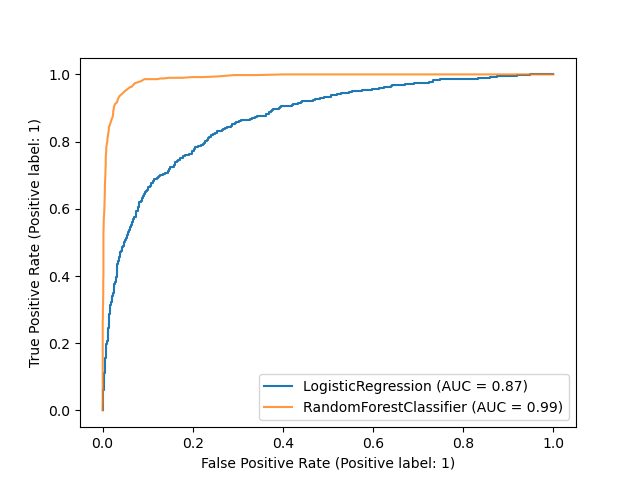 1.0
0.8
0.6
0.4
0.2
0.0
True Positive Rate (Positive label: 1)
LogisticRegression (AUC = 0.87)
RandomForestClassifier (AUC = 0.99)
0.0 0.2 0.4 0.6 0.8 1.0
False Positive Rate (Positive label: 1)